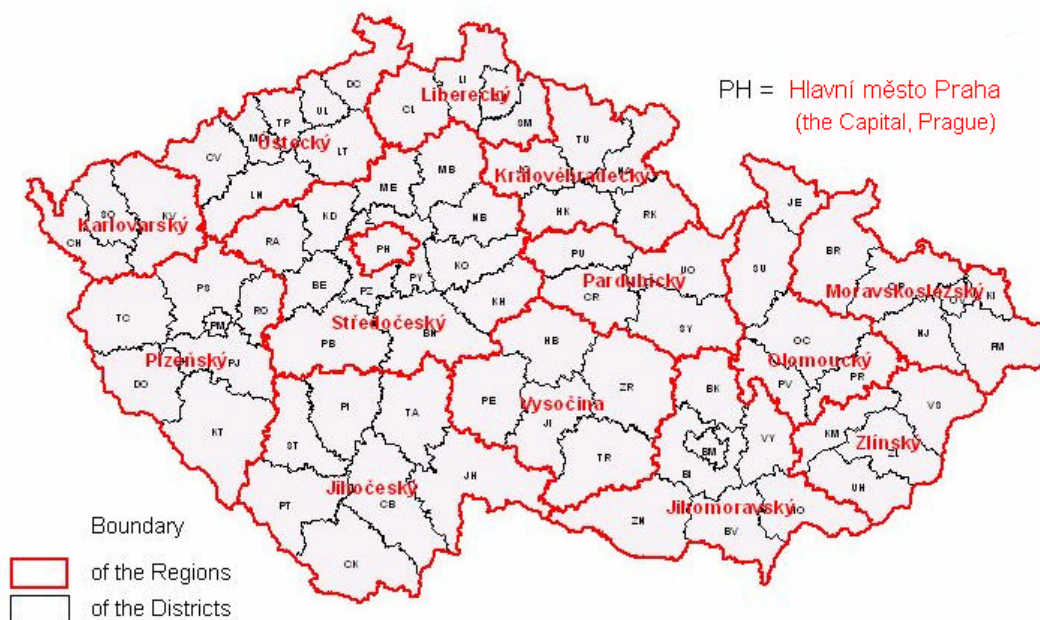 DC
LI
CL
Liberecký
SM
UL
TP
Ústecký
LT
CV
LN
PH = Hlavní město Praha
(the Capital, Prague)
TU
Královéhradecký
HK
RK
MB
ME
KD
NB
RA
PH
KO
PY
PZ
BE
KH
Středočeský
PB
BN
SO
KV
Karlovarský
CH
PS
RO
TC
PM
Plzeňský
PJ
DO
KT
PU
UO
Pardubický
CR
SY
JE
SU
BR
Moravskoslezský
KI
NJ
FM
OC
Olomoucký
PV
PR
HB
ZR
PE
Vysočina
JI
TR
PI
TA
ST
JH
Jihočeský
CB
PT
CK
BK
BM
VY
BI
Jihomoravský
ZN
BV
VS
KM
Zlínský
UH
Boundary
of the Regions
of the Districts